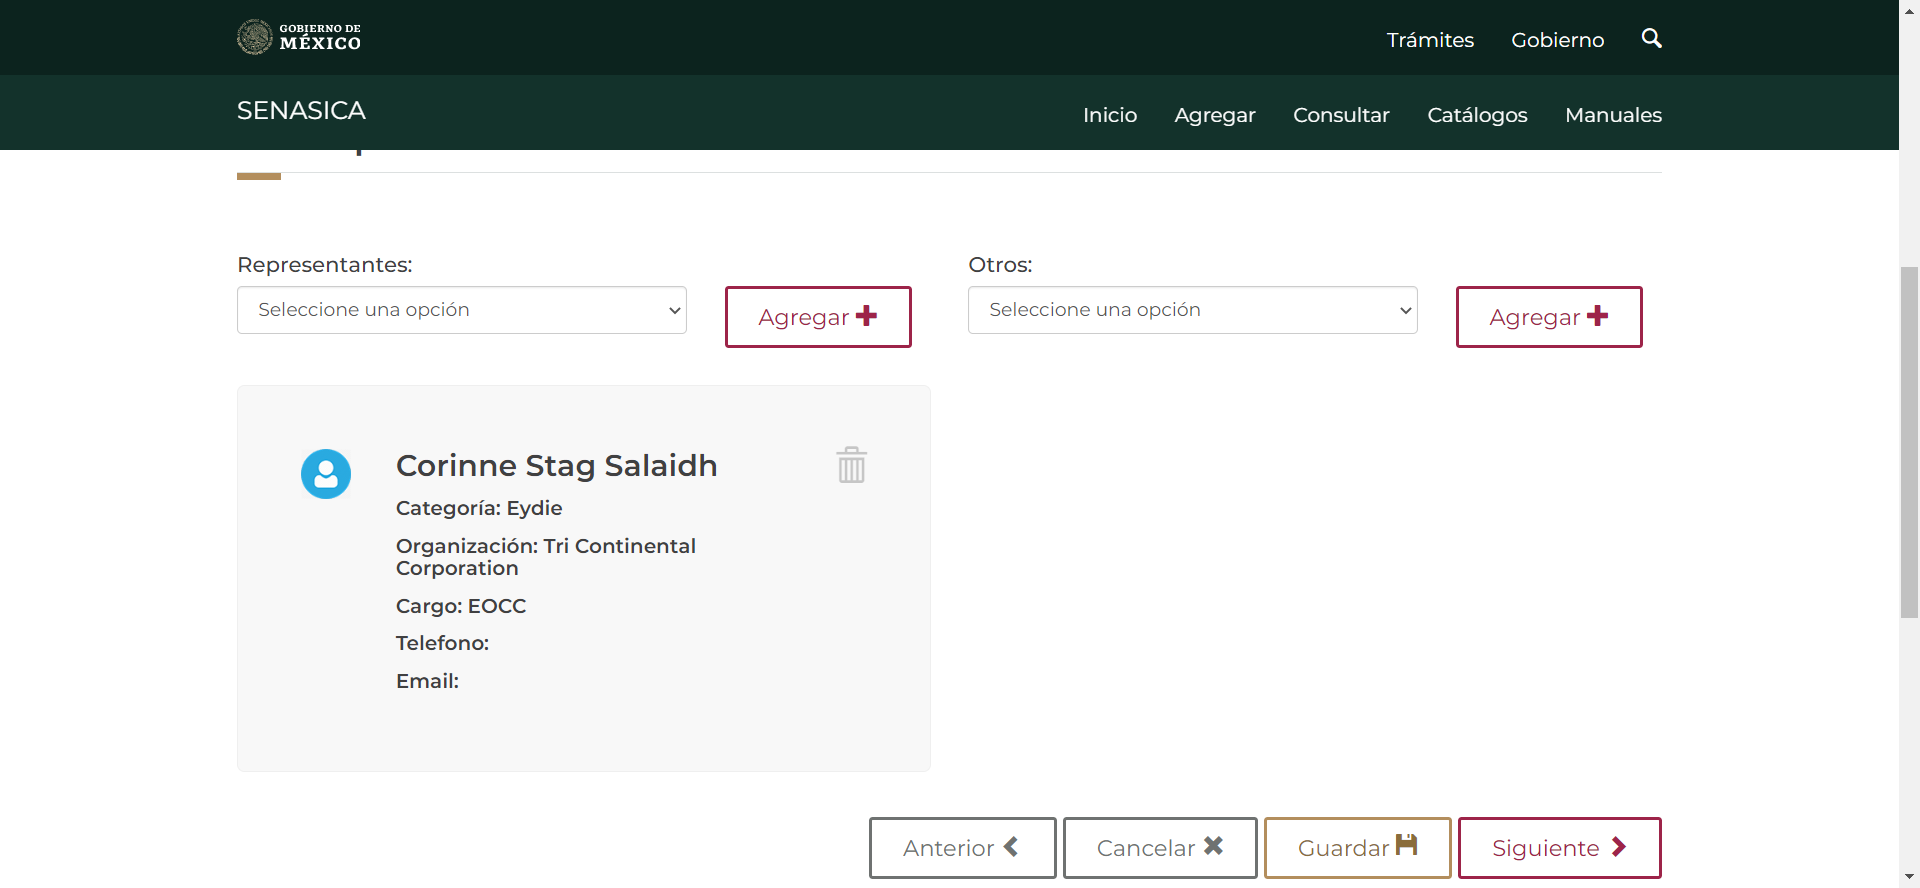 GOBIERNO DE
MÉXICO
Trámites
Gobierno
SENASICA
Inicio
Agregar
Consultar
Catálogos
Manuales
Representantes:
Seleccione una opción
Agregar
Otros:
Seleccione una opción
Agregar
Corinne Stag Salaidh
Categoría: Eydie
Organización: Tri Continental
Corporation
Cargo: EOCC
Telefono:
Email:
Anterior
Cancelar
Guardar
Siguiente